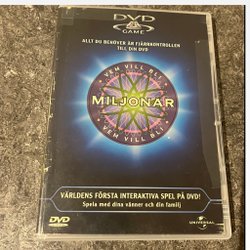 DVD
GAME
ALLT DU BEHÖVER ÄR FJÄRRKONTROLLEN
TILL DIN DVD
VEM VILL BLI
MILJONÄR
VEM VILL BLI
VÄRLDENS FÖRSTA INTERAKTIVA SPEL PÅ DVD!
Spela med dina vänner och din familj
DVD
UNIVERSAL